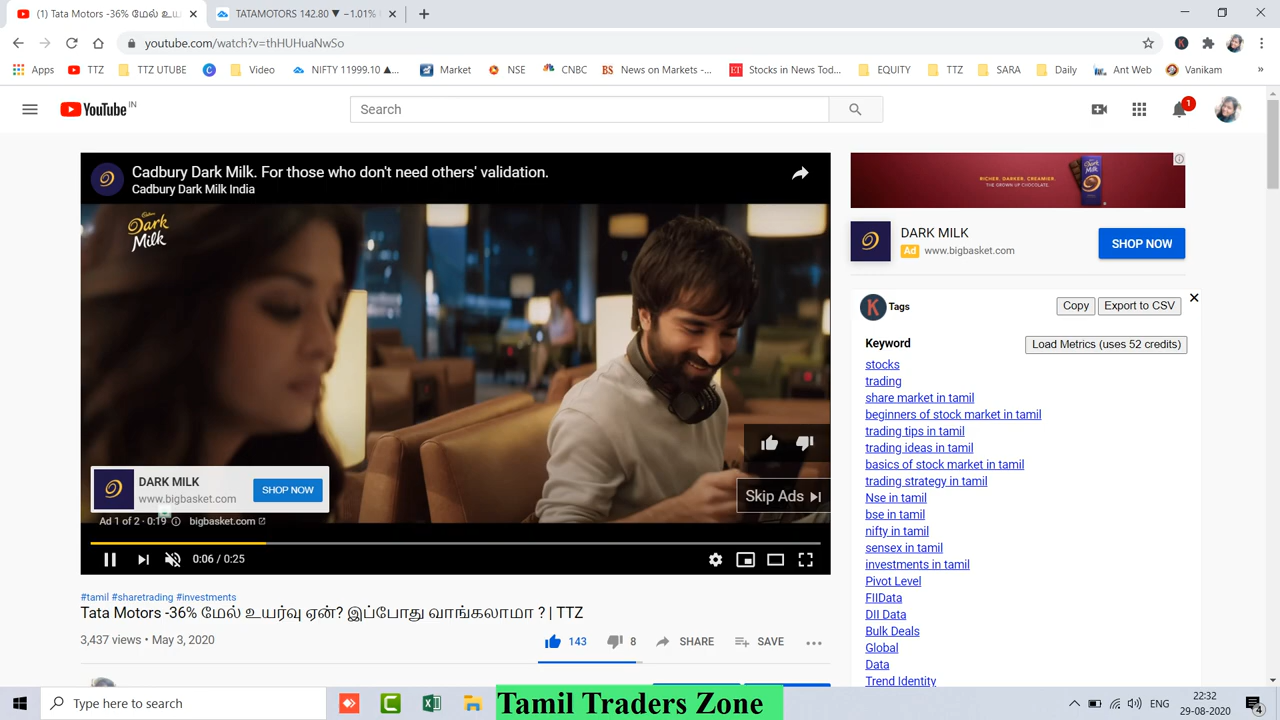 (1) Tata Motors -36% மேல் உய
TATAMOTORS 142.80 ▼ −1.01%
youtube.com/watch?v=thHUHuaNwSo
Apps
TTZ
TTZ UTUBE
Video
NIFTY 11999.10 ▲...
Market
NSE
CNBC
BS News on Markets -...
ET Stocks in News Tod...
EQUITY
TTZ
SARA
Daily
Ant Web
Vanikam
»
YouTube IN
Search
1
Cadbury Dark Milk. For those who don't need others' validation.
Cadbury Dark Milk India
Dark
Milk
DARK MILK
www.bigbasket.com
SHOP NOW
Skip Ads
Ad 1 of 2 · 0:19
bigbasket.com
0:06 / 0:25
#tamil #sharetrading #investments
Tata Motors -36% மேல் உயர்வு ஏன்? இப்போது வாங்கலாமா ? | TTZ
3,437 views • May 3, 2020
143
8
SHARE
SAVE
RICHER. DARKER. CREAMIER.
THE GROWN UP CHOCOLATE.
DARK MILK
Ad www.bigbasket.com
SHOP NOW
K Tags
Copy
Export to CSV
Keyword
Load Metrics (uses 52 credits)
stocks
trading
share market in tamil
beginners of stock market in tamil
trading tips in tamil
trading ideas in tamil
basics of stock market in tamil
trading strategy in tamil
Nse in tamil
bse in tamil
nifty in tamil
sensex in tamil
investments in tamil
Pivot Level
FIIData
DII Data
Bulk Deals
Global
Data
Trend Identity
Type here to search
Tamil Traders Zone
ENG
22:32
29-08-2020
4